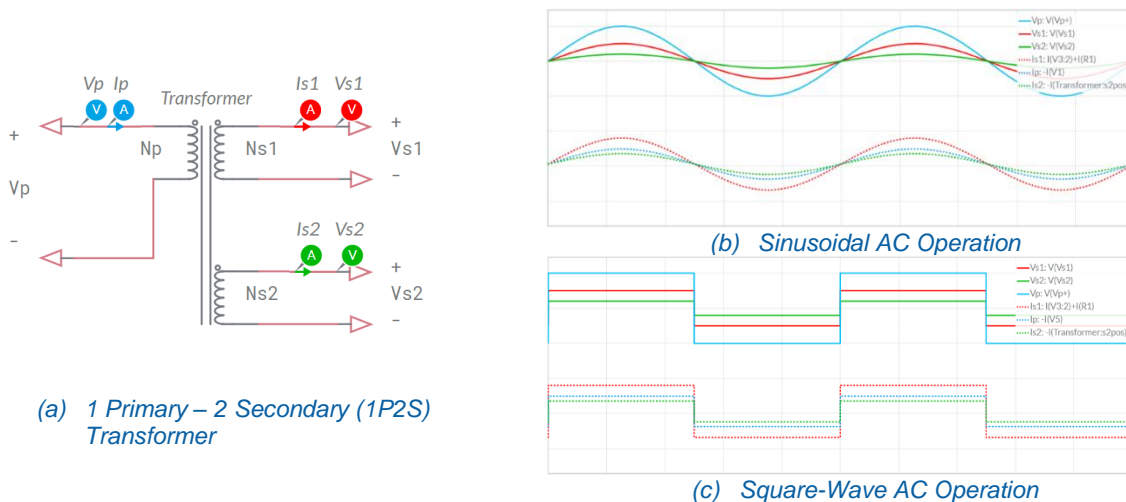 Vp Ip
Transformer
Is1 Vs1
V A
A V
+
Np
Ns1
+
Vs1
-
Vp
-
Is2 Vs2
A V
Ns2
+
Vs2
-
(a) 1 Primary – 2 Secondary (1P2S)
Transformer
Vp: V(Vp+)
Vs1: V(Vs1)
Vs2: V(Vs2)
Is1: I(V3:2)+I(R1)
Ip: -I(V1)
Is2: -I(Transformer:s2pos)
(b) Sinusoidal AC Operation
Vs1: V(Vs1)
Vs2: V(Vs2)
Vp: V(Vp+)
Is1: I(V3:2)+I(R1)
Ip: -I(V5)
Is2: -I(Transformer:s2pos)
(c) Square-Wave AC Operation